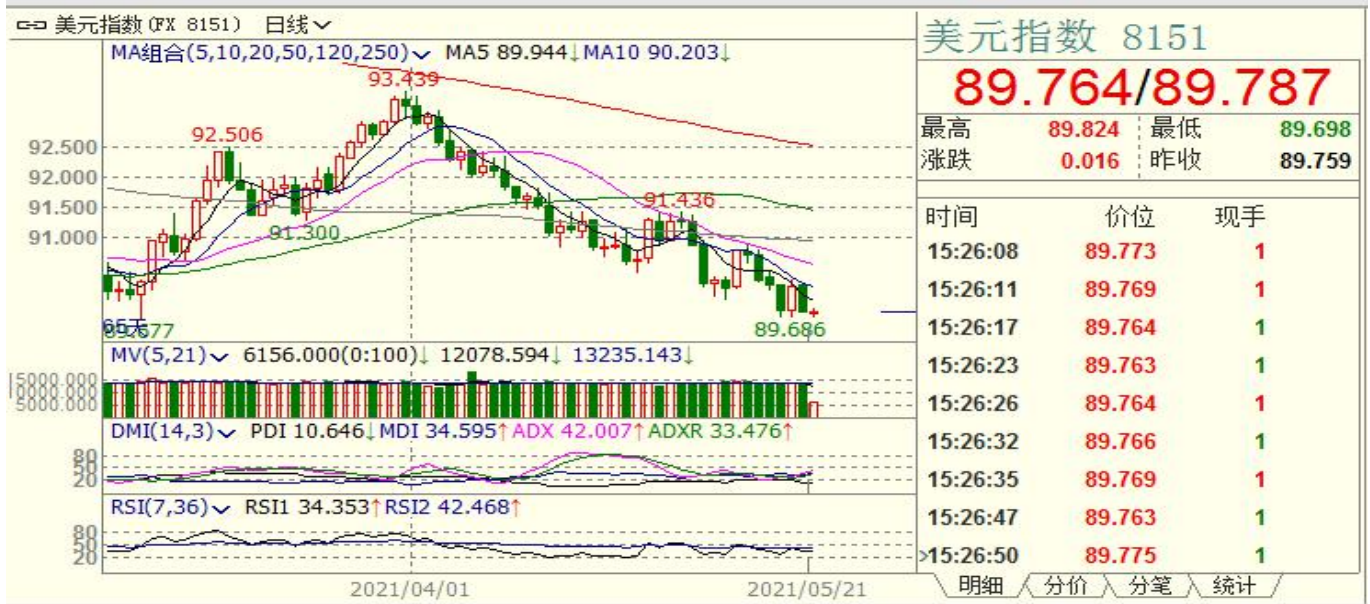 美元指数(FX 8151) 日线
MA组合(5,10,20,50,120,250) MA5 89.944↓ MA10 90.203↓
93.439
92.506
92.500
92.000
91.500
91.436
91.300
91.000
89.677
89.686
MV(5,21) 6156.000(0:100)↓ 12078.594↓ 13235.143↓
15000.000
5000.000
DMI(14,3) PDI 10.646↓ MDI 34.595↑ ADX 42.007↑ ADXR 33.476↑
80
50
20
RSI(7,36) RSI1 34.353↑ RSI2 42.468↑
80
50
20
2021/04/01 2021/05/21
美元指数 8151
89.764/89.787
最高 89.824 最低 89.698
涨跌 0.016 昨收 89.759
时间 价位 现手
15:26:08 89.773 1
15:26:11 89.769 1
15:26:17 89.764 1
15:26:23 89.763 1
15:26:26 89.764 1
15:26:32 89.766 1
15:26:35 89.769 1
15:26:47 89.763 1
>15:26:50 89.775 1
明细 分价 分笔 统计